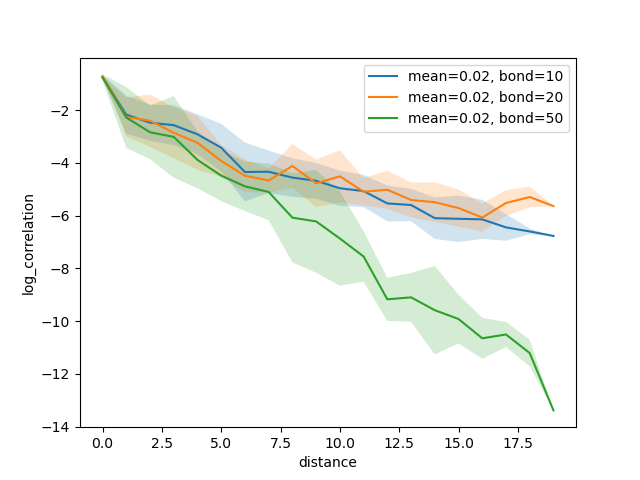 mean=0.02, bond=10
mean=0.02, bond=20
mean=0.02, bond=50
−2
−4
−6
−8
−10
−12
−14
log_correlation
0.0 2.5 5.0 7.5 10.0 12.5 15.0 17.5
distance